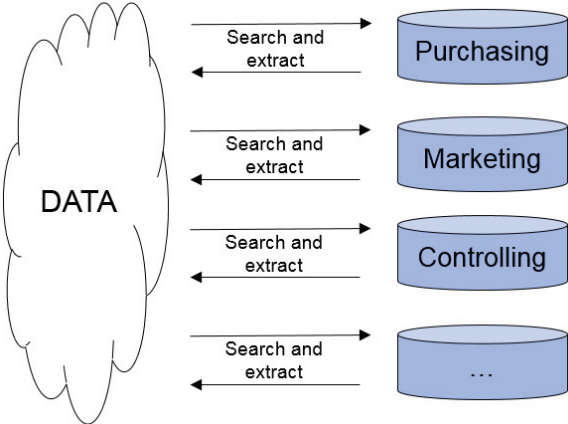 Search and
extract
Purchasing
Search and
extract
Marketing
DATA
Search and
extract
Controlling
Search and
extract
...